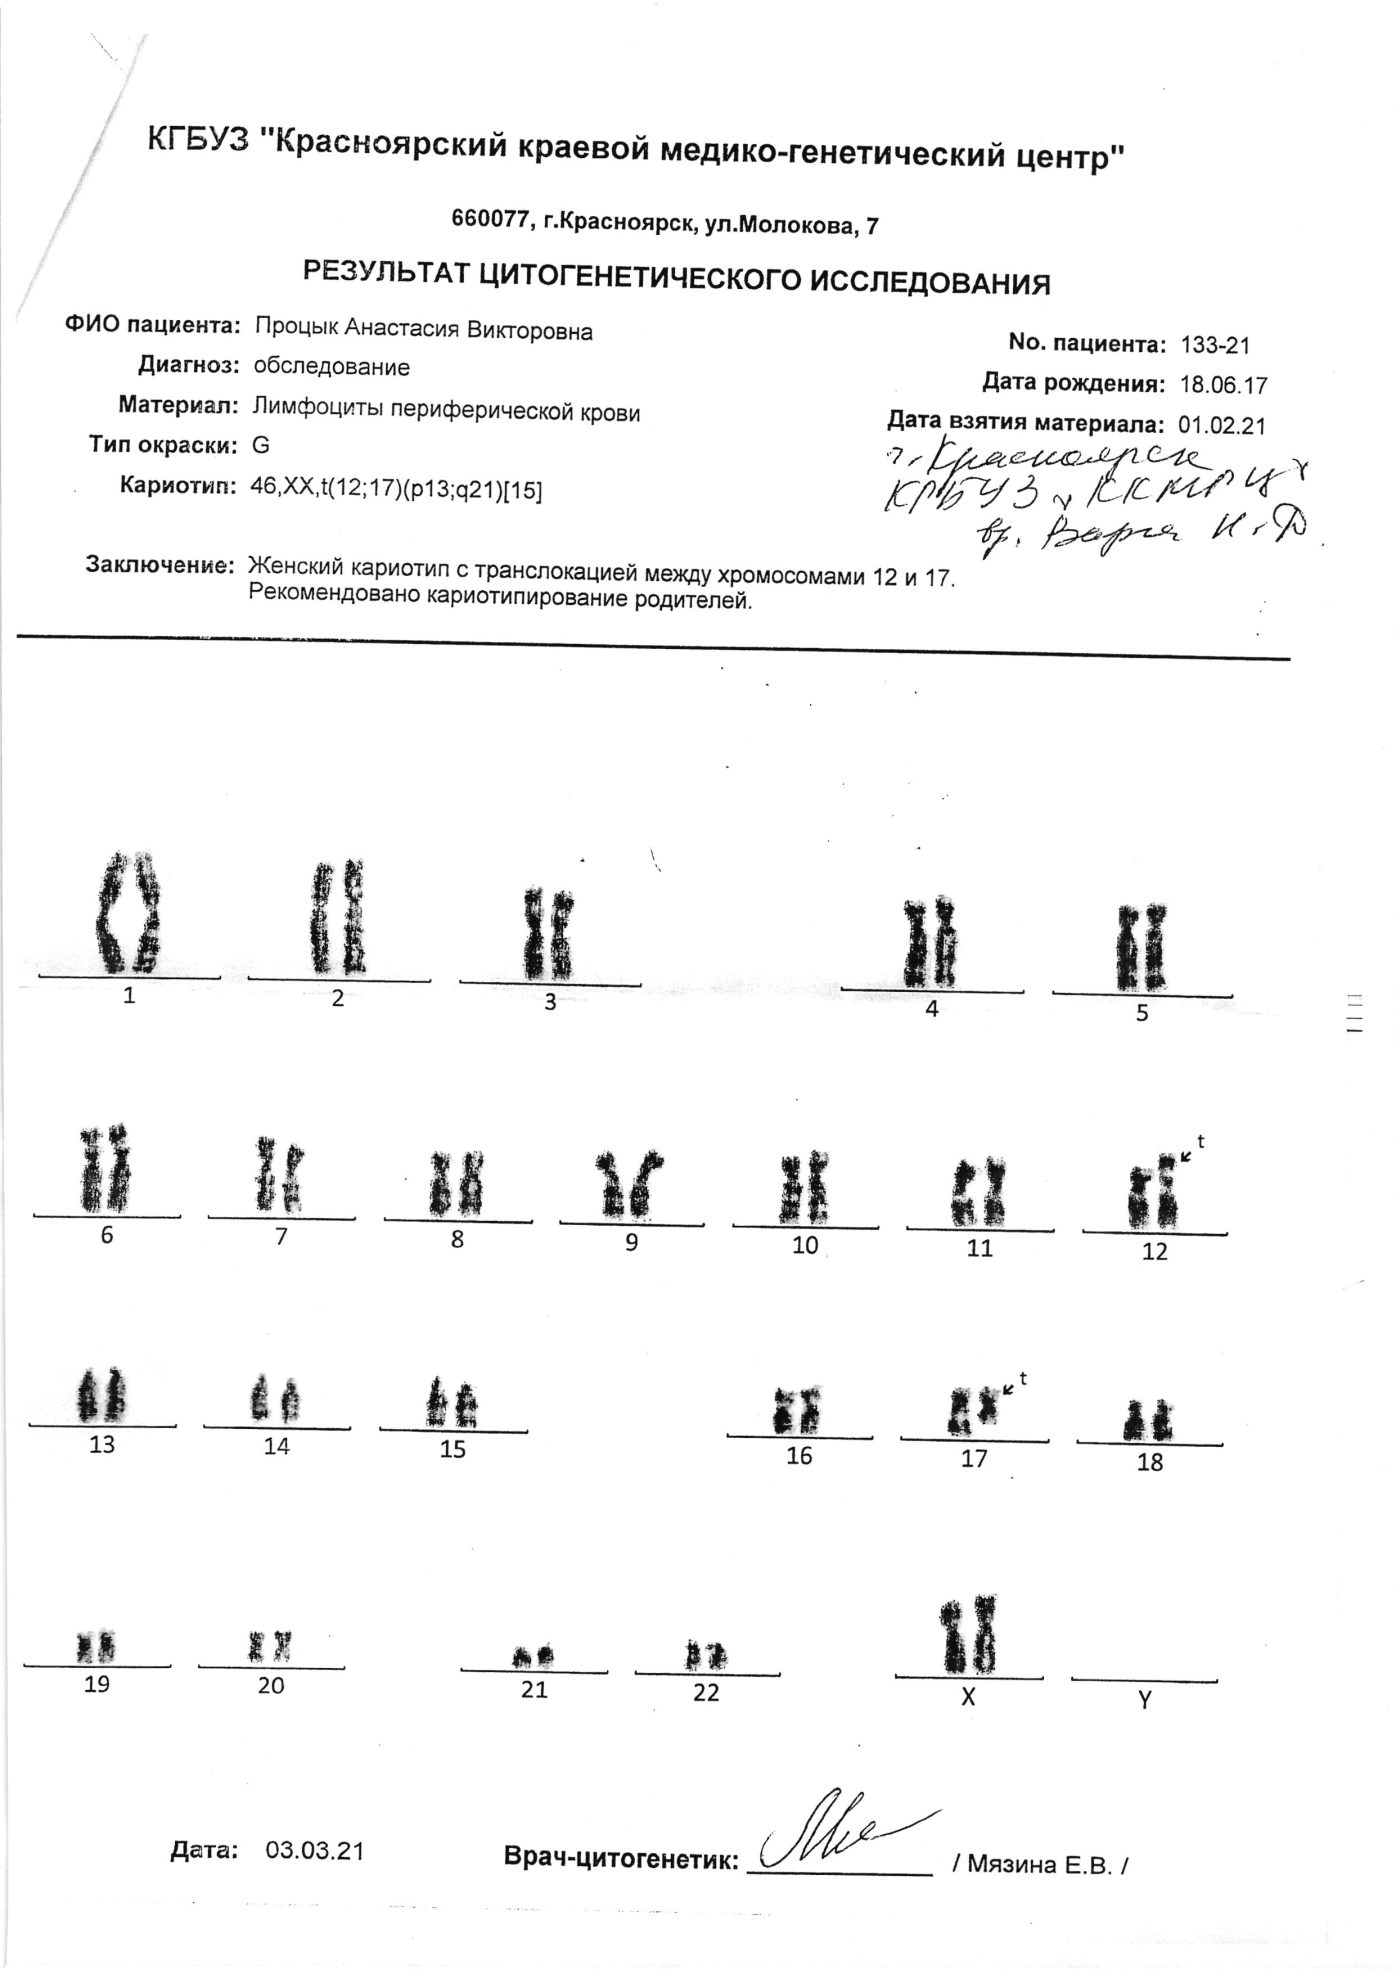 КГБУЗ "Красноярский краевой медико-генетический центр"
660077, г.Красноярск, ул.Молокова, 7
РЕЗУЛЬТАТ ЦИТОГЕНЕТИЧЕСКОГО ИССЛЕДОВАНИЯ
ФИО пациента: Процык Анастасия Викторовна
No. пациента: 133-21
Диагноз: обследование
Дата рождения: 18.06.17
Материал: Лимфоциты периферической крови
Дата взятия материала: 01.02.21
Тип окраски: G
г. Красноярск
Кариотип: 46,XX,t(12;17)(p13;q21)[15]
КГБУЗ "ККМГЦ"
вр.
Заключение: Женский кариотип с транслокацией между хромосомами 12 и 17.
Рекомендовано кариотипирование родителей.
1 2 3 4 5
t
6 7 8 9 10 11 12
t
13 14 15 16 17 18
19 20 21 22 X Y
Дата: 03.03.21 Врач-цитогенетик: / Мязина Е.В. /